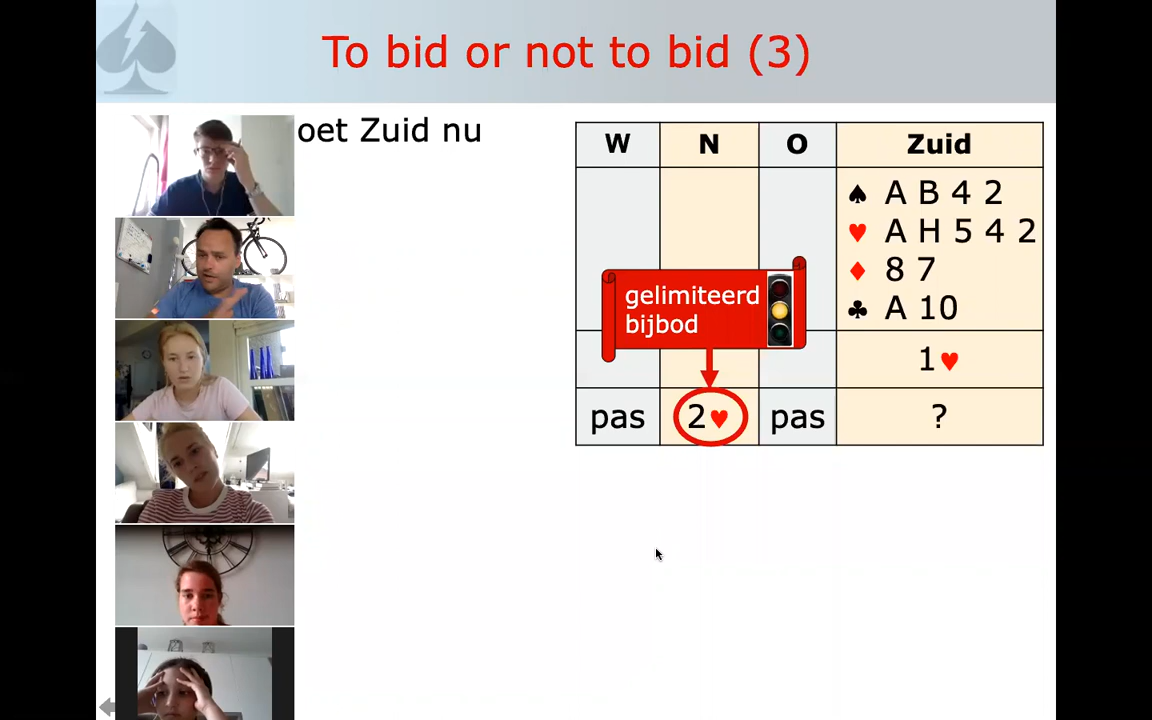 To bid or not to bid (3)
oet Zuid nu
W N O Zuid
♠ A B 4 2
♥ A H 5 4 2
♦ 8 7
♣ A 10
gelimiteerd
bijbod
1♥
pas 2♥ pas ?